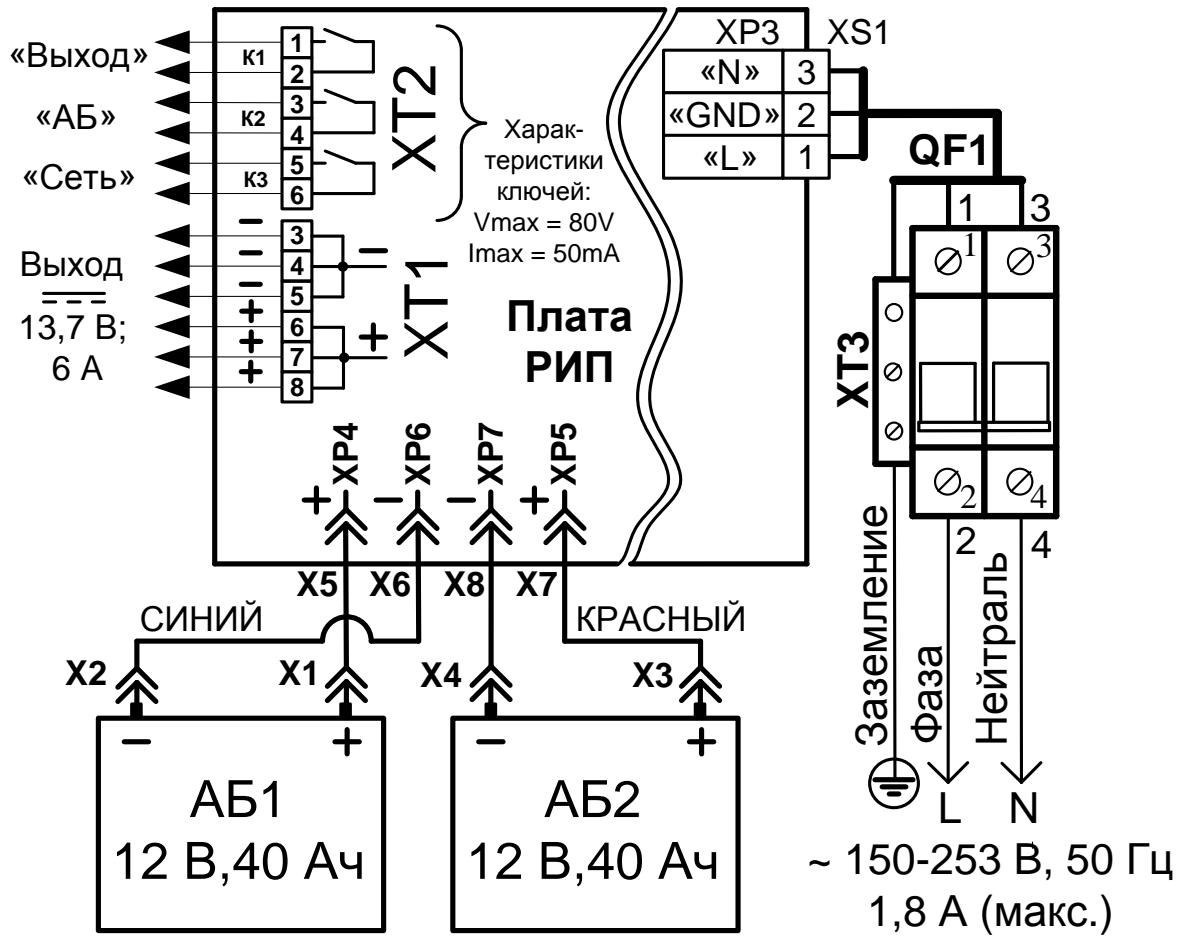 «Выход»
«АБ»
«Сеть»
К1
К2
К3
1
2
3
4
5
6
XT2
Харак-
теристики
ключей:
Vmax = 80V
Imax = 50mA
Выход
13,7 В;
6 А
−
−
−
+
+
+
3
4
5
6
7
8
−
+
XT1
Плата
РИП
XP3 XS1
«N» 3
«GND» 2
«L» 1
QF1
1 3
1 3
XT3
2 4
2 4
Заземление
Фаза
Нейтраль
L N
~ 150-253 В, 50 Гц
1,8 А (макс.)
+ XP4
− XP6
− XP7
+ XP5
X5 X6 X8 X7
СИНИЙ КРАСНЫЙ
X2 X1 X4 X3
− + − +
АБ1
12 В,40 Ач
АБ2
12 В,40 Ач